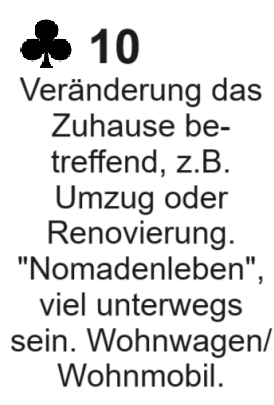 ♣ 10
Veränderung das
Zuhause be-
treffend, z.B.
Umzug oder
Renovierung.
"Nomadenleben",
viel unterwegs
sein. Wohnwagen/
Wohnmobil.